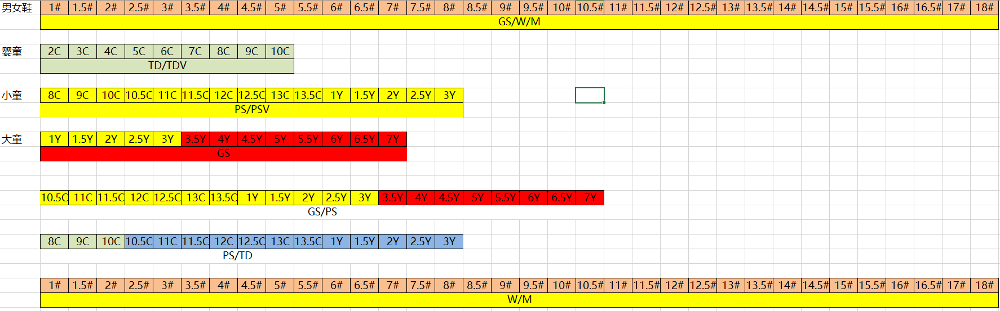 男女鞋 1# 1.5# 2# 2.5# 3# 3.5# 4# 4.5# 5# 5.5# 6# 6.5# 7# 7.5# 8# 8.5# 9# 9.5# 10# 10.5# 11# 11.5# 12# 12.5# 13# 13.5# 14# 14.5# 15# 15.5# 16# 16.5# 17# 18#
GS/W/M
婴童 2C 3C 4C 5C 6C 7C 8C 9C 10C
TD/TDV
小童 8C 9C 10C 10.5C 11C 11.5C 12C 12.5C 13C 13.5C 1Y 1.5Y 2Y 2.5Y 3Y
PS/PSV
大童 1Y 1.5Y 2Y 2.5Y 3Y 3.5Y 4Y 4.5Y 5Y 5.5Y 6Y 6.5Y 7Y
GS
10.5C 11C 11.5C 12C 12.5C 13C 13.5C 1Y 1.5Y 2Y 2.5Y 3Y 3.5Y 4Y 4.5Y 5Y 5.5Y 6Y 6.5Y 7Y
GS/PS
8C 9C 10C 10.5C 11C 11.5C 12C 12.5C 13C 13.5C 1Y 1.5Y 2Y 2.5Y 3Y
PS/TD
1# 1.5# 2# 2.5# 3# 3.5# 4# 4.5# 5# 5.5# 6# 6.5# 7# 7.5# 8# 8.5# 9# 9.5# 10# 10.5# 11# 11.5# 12# 12.5# 13# 13.5# 14# 14.5# 15# 15.5# 16# 16.5# 17# 18#
W/M